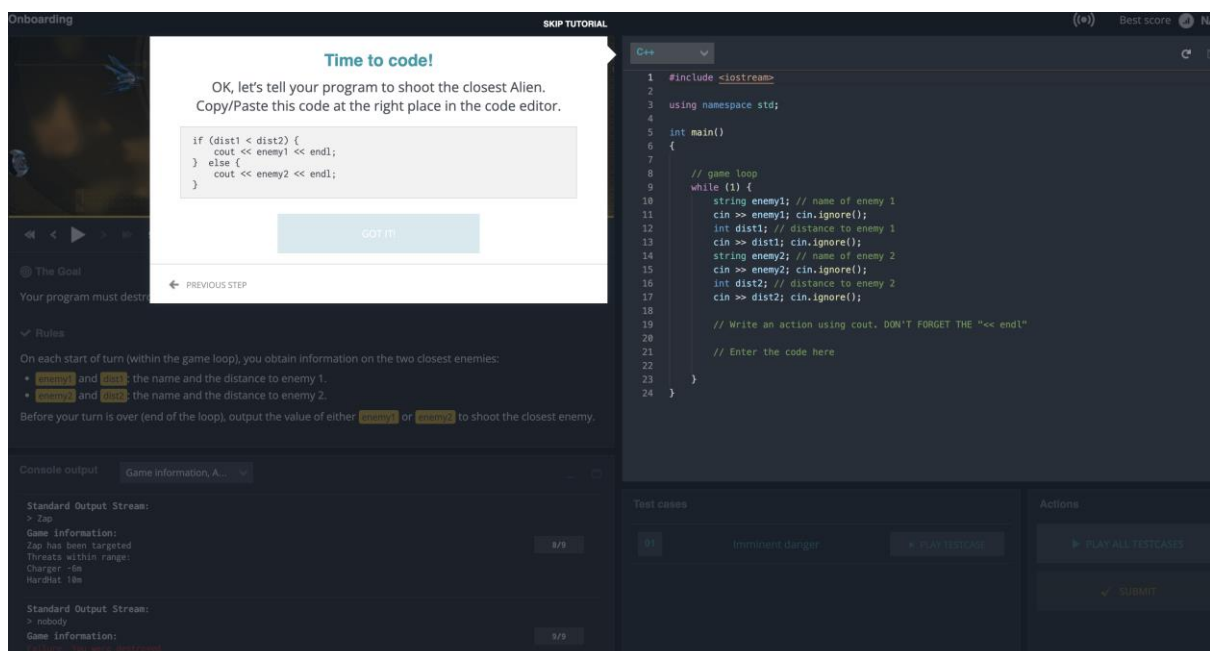 Onboarding
SKIP TUTORIAL
Best score
Time to code!
OK, let's tell your program to shoot the closest Alien.
Copy/Paste this code at the right place in the code editor.
if (dist1 < dist2) {
    cout << enemy1 << endl;
}  else {
    cout << enemy2 << endl;
}
GOT IT!
PREVIOUS STEP
The Goal
Your program must destro
Rules
On each start of turn (within the game loop), you obtain information on the two closest enemies:
• enemy1 and dist1: the name and the distance to enemy 1.
• enemy2 and dist2: the name and the distance to enemy 2.
Before your turn is over (end of the loop), output the value of either enemy1 or enemy2 to shoot the closest enemy.
Console output
Game information, A...
Standard Output Stream:
> Zap
Game information:
Zap has been targeted
Threats within range:
Charger -6m
HardHat 10m
8/9
Standard Output Stream:
> nobody
Game information:
9/9
C++
1 #include <iostream>
2
3 using namespace std;
4
5 int main()
6 {
7
8     // game loop
9     while (1) {
10         string enemy1; // name of enemy 1
11         cin >> enemy1; cin.ignore();
12         int dist1; // distance to enemy 1
13         cin >> dist1; cin.ignore();
14         string enemy2; // name of enemy 2
15         cin >> enemy2; cin.ignore();
16         int dist2; // distance to enemy 2
17         cin >> dist2; cin.ignore();
18
19         // Write an action using cout. DON'T FORGET THE "<< endl"
20
21         // Enter the code here
22
23     }
24 }
Test cases
01
Imminent danger
PLAY TESTCASE
Actions
PLAY ALL TESTCASES
SUBMIT